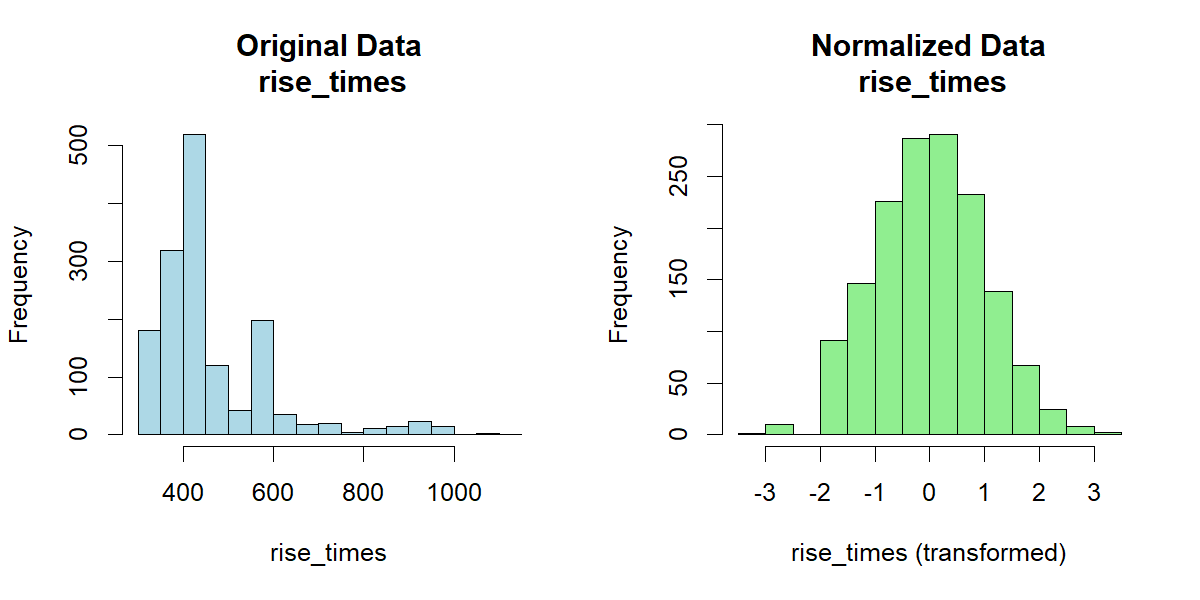 Original Data
rise_times
Frequency
500
300
100
0
400 600 800 1000
rise_times
Normalized Data
rise_times
Frequency
250
150
50
0
-3 -2 -1 0 1 2 3
rise_times (transformed)